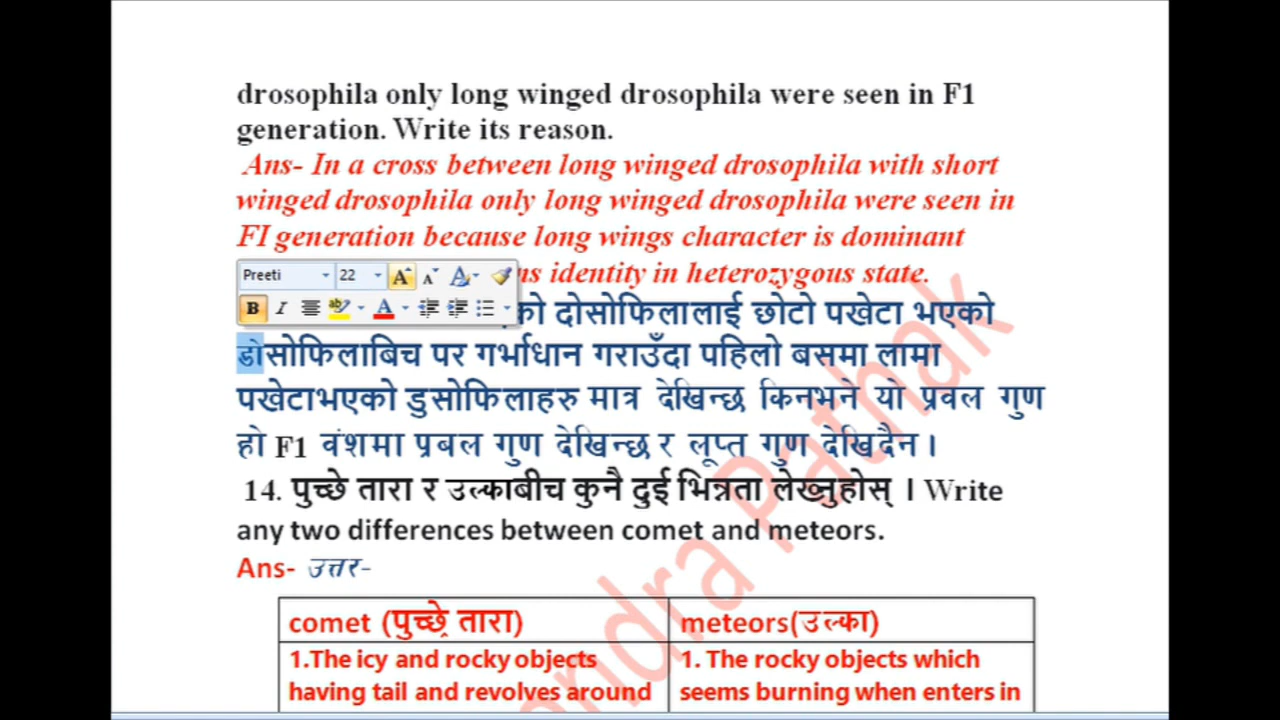 drosophila only long winged drosophila were seen in F1
generation. Write its reason.
Ans- In a cross between long winged drosophila with short
winged drosophila only long winged drosophila were seen in
FI generation because long wings character is dominant
identity in heterozygous state.
Preeti 22
दोसोफिलालाई छोटो पखेटा भएको
डोसोफिलाबिच पर गर्भाधान गराउँदा पहिलो बसमा लामा
पखेटाभएको डुसोफिलाहरु मात्र देखिन्छ किनभने यो प्रवल गुण
हो F1 वंशमा प्रबल गुण देखिन्छ र लूप्त गुण देखिदैन ।
14. पुच्छे तारा र उल्काबीच कुनै दुई भिन्नता लेख्नुहोस् । Write
any two differences between comet and meteors.
Ans- उत्तर-
comet (पुच्छ्रे तारा) meteors(उल्का)
1.The icy and rocky objects 1. The rocky objects which
having tail and revolves around seems burning when enters in
Pathak